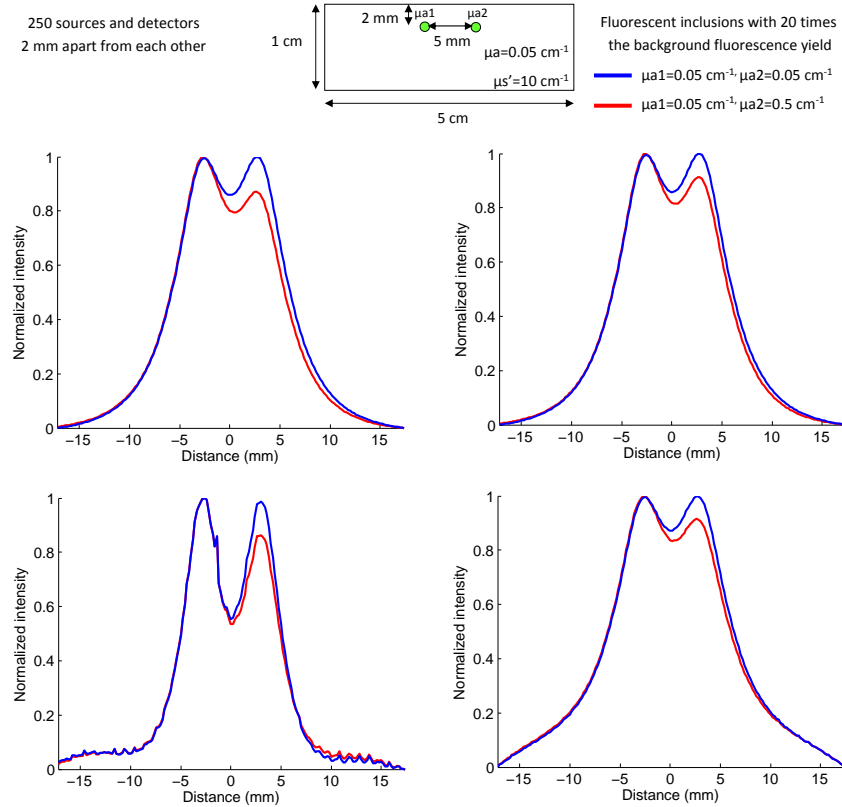 250 sources and detectors
2 mm apart from each other
1 cm
2 mm
μa1
μa2
5 mm
μa=0.05 cm-1
μs'=10 cm-1
5 cm
Fluorescent inclusions with 20 times
the background fluorescence yield
μa1=0.05 cm-1, μa2=0.05 cm-1
μa1=0.05 cm-1, μa2=0.5 cm-1
1
0.8
0.6
0.4
0.2
0
Normalized intensity
−15 −10 −5 0 5 10 15
Distance (mm)
1
0.8
0.6
0.4
0.2
0
Normalized intensity
−15 −10 −5 0 5 10 15
Distance (mm)
1
0.8
0.6
0.4
0.2
0
Normalized intensity
−15 −10 −5 0 5 10 15
Distance (mm)
1
0.8
0.6
0.4
0.2
0
Normalized intensity
−15 −10 −5 0 5 10 15
Distance (mm)